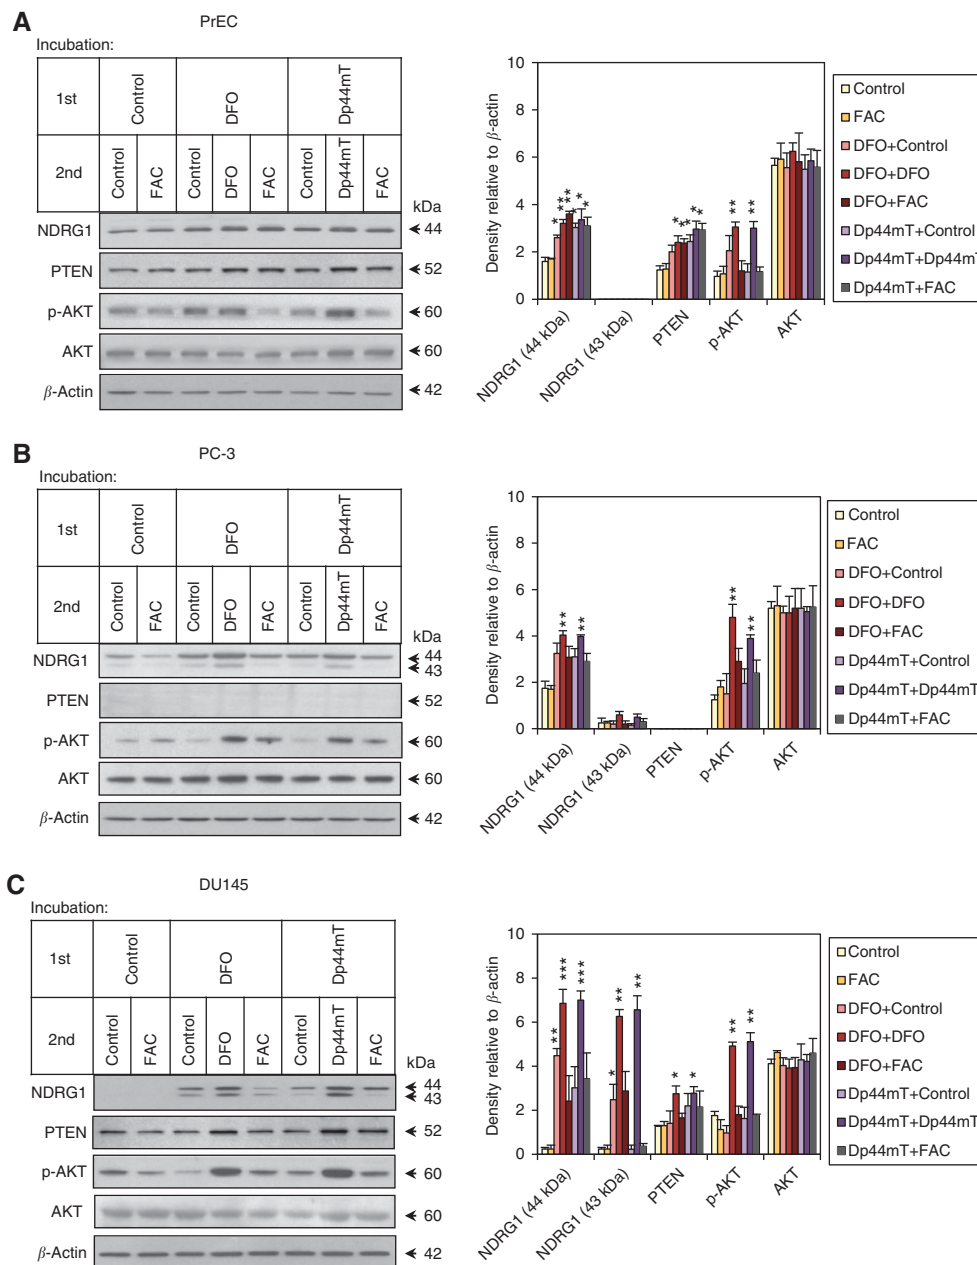 A
PrEC
Incubation:
1st
Control
DFO
Dp44mT
2nd
Control
FAC
Control
DFO
FAC
Control
Dp44mT
FAC
kDa
NDRG1
44
PTEN
52
p-AKT
60
AKT
60
β-Actin
42
Density relative to β-actin
10
8
6
4
2
0
* *** ** * * *
* * * * *
** **
NDRG1 (44 kDa)
NDRG1 (43 kDa)
PTEN
p-AKT
AKT
Control
FAC
DFO+Control
DFO+DFO
DFO+FAC
Dp44mT+Control
Dp44mT+Dp44mT
Dp44mT+FAC
B
PC-3
Incubation:
1st
Control
DFO
Dp44mT
2nd
Control
FAC
Control
DFO
FAC
Control
Dp44mT
FAC
kDa
NDRG1
44
43
PTEN
52
p-AKT
60
AKT
60
β-Actin
42
Density relative to β-actin
10
8
6
4
2
0
** **
** **
NDRG1 (44 kDa)
NDRG1 (43 kDa)
PTEN
p-AKT
AKT
Control
FAC
DFO+Control
DFO+DFO
DFO+FAC
Dp44mT+Control
Dp44mT+Dp44mT
Dp44mT+FAC
C
DU145
Incubation:
1st
Control
DFO
Dp44mT
2nd
Control
FAC
Control
DFO
FAC
Control
Dp44mT
FAC
kDa
NDRG1
44
43
PTEN
52
p-AKT
60
AKT
60
β-Actin
42
Density relative to β-actin
10
8
6
4
2
0
** *** ***
* ** **
* *
** **
NDRG1 (44 kDa)
NDRG1 (43 kDa)
PTEN
p-AKT
AKT
Control
FAC
DFO+Control
DFO+DFO
DFO+FAC
Dp44mT+Control
Dp44mT+Dp44mT
Dp44mT+FAC